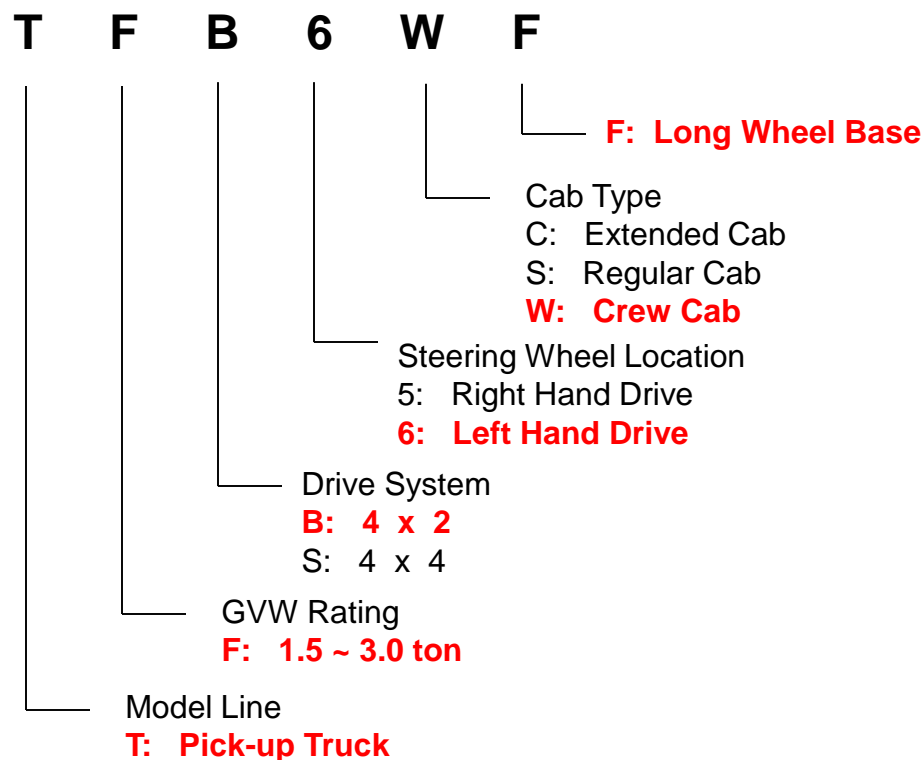 T F B 6 W F
F: Long Wheel Base
Cab Type
C: Extended Cab
S: Regular Cab
W: Crew Cab
Steering Wheel Location
5: Right Hand Drive
6: Left Hand Drive
Drive System
B: 4 x 2
S: 4 x 4
GVW Rating
F: 1.5 ~ 3.0 ton
Model Line
T: Pick-up Truck